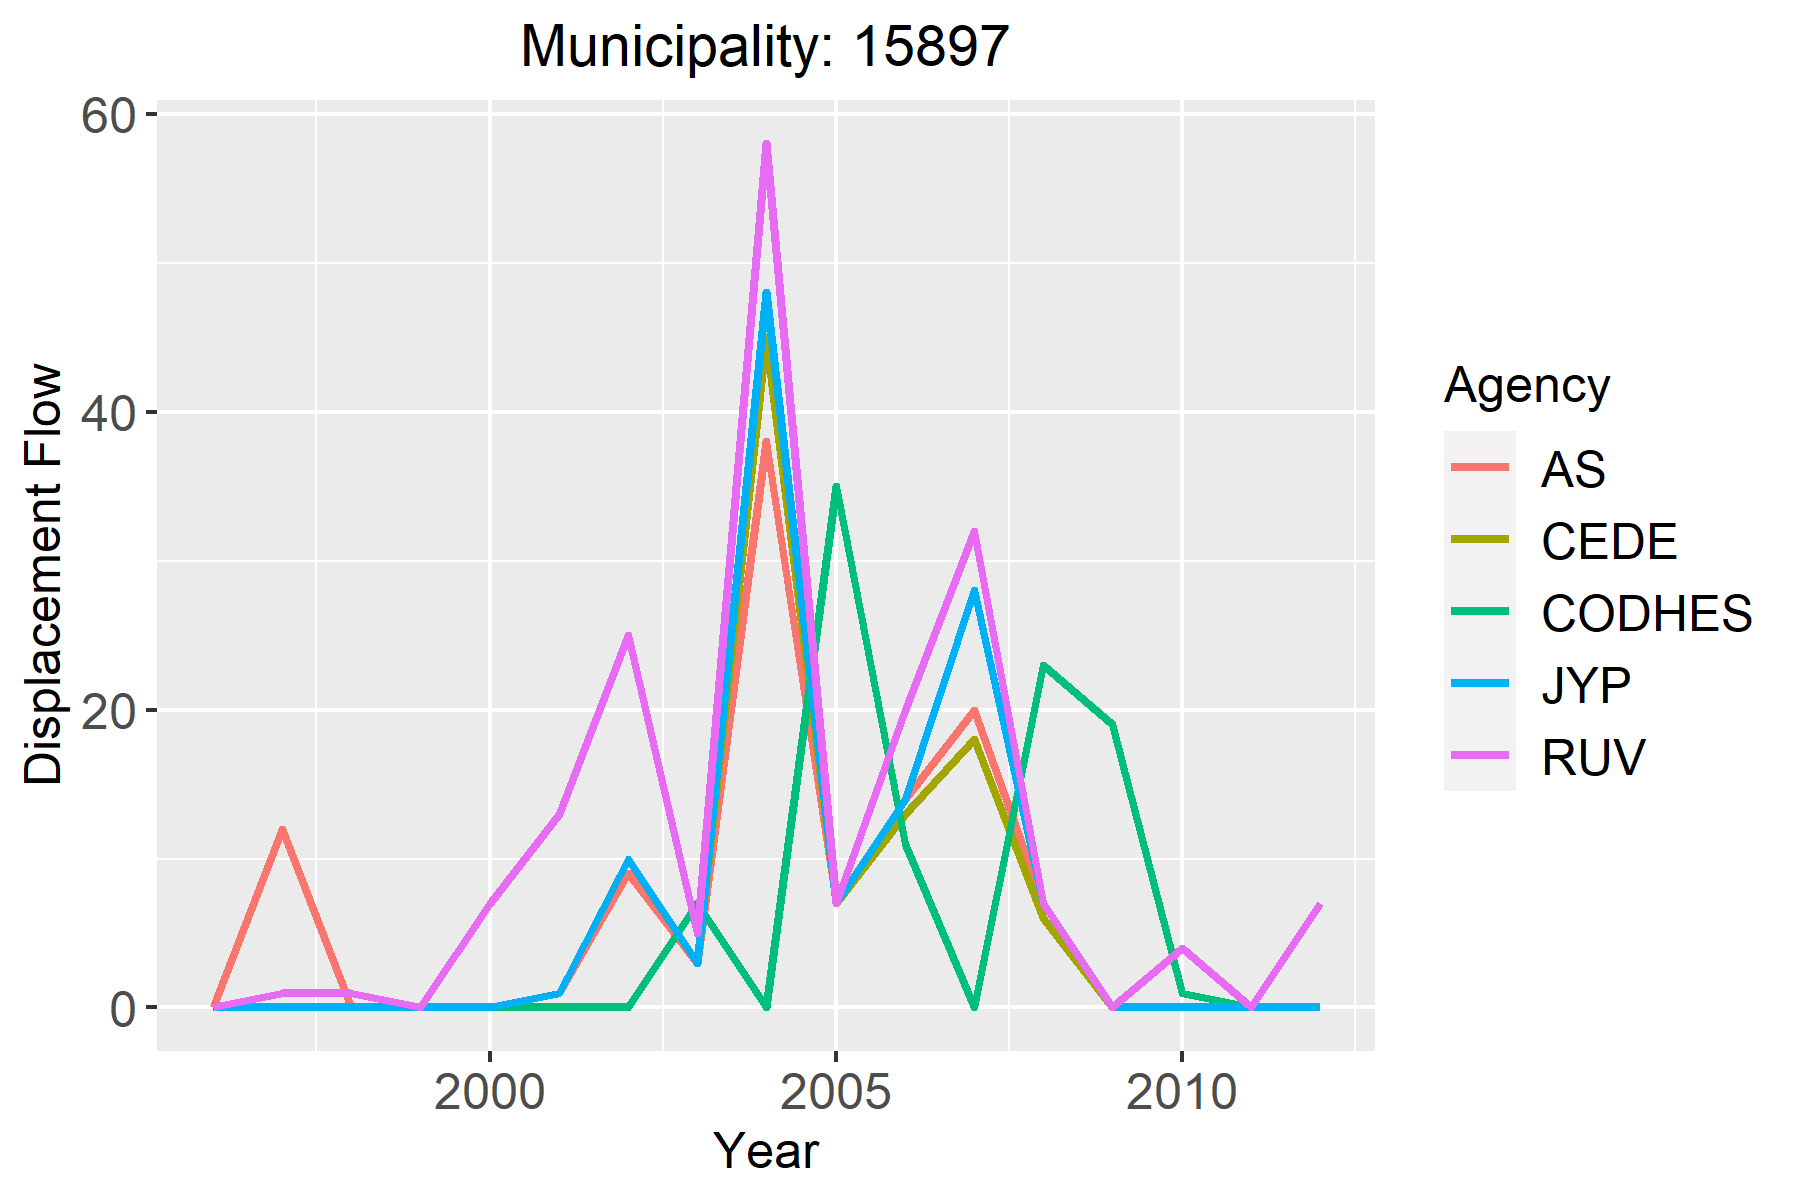 Municipality: 15897
60
40
20
0
Displacement Flow
2000 2005 2010
Year
Agency
AS
CEDE
CODHES
JYP
RUV